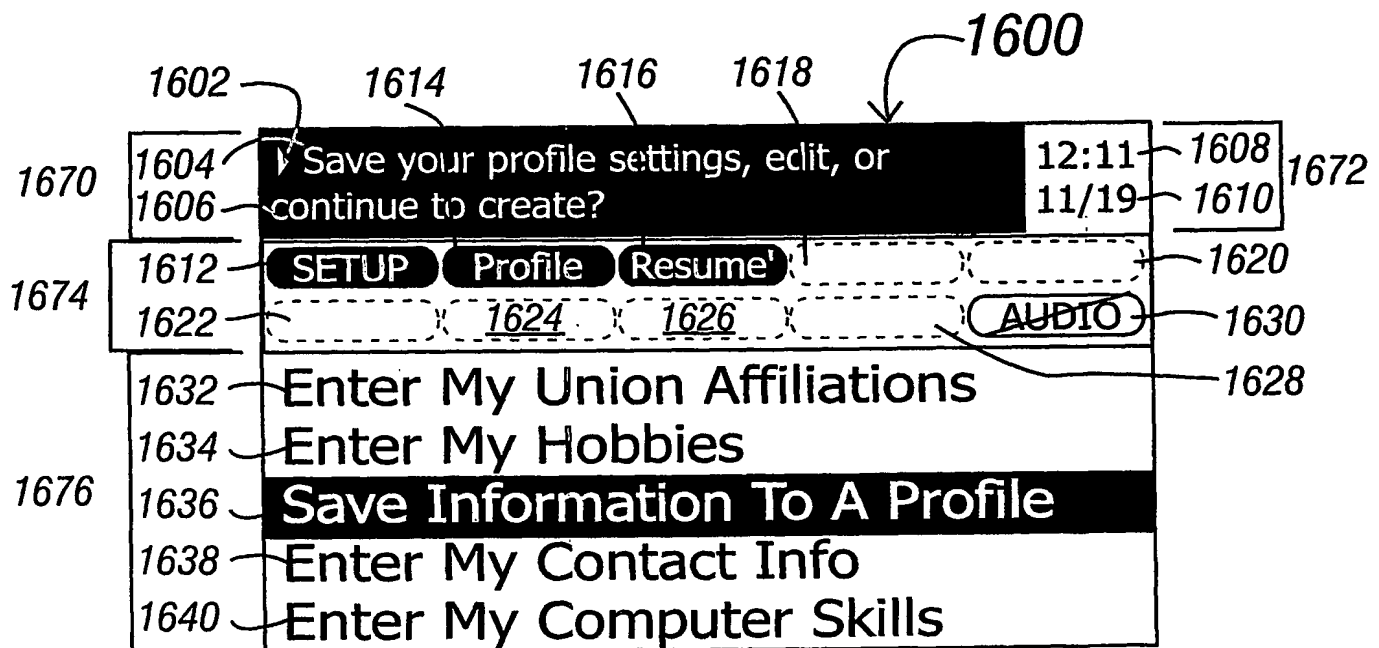 1600
1602 1614 1616 1618
1670 1604 Save your profile settings, edit, or 12:11 1608 1672
1606 continue to create? 11/19 1610
1674 1612 SETUP Profile Resume' 1620
1622 1624 1626 AUDIO 1630
1632 Enter My Union Affiliations 1628
1634 Enter My Hobbies
1676 1636 Save Information To A Profile
1638 Enter My Contact Info
1640 Enter My Computer Skills